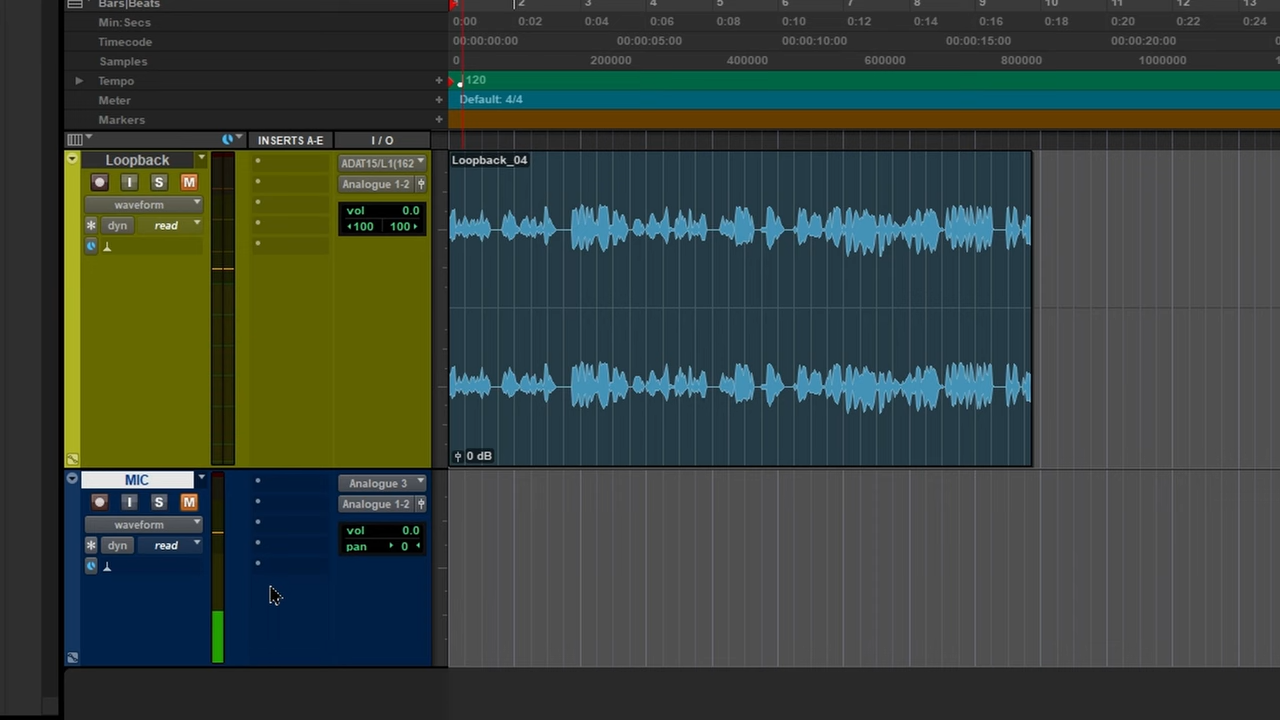 Bars|Beats 2 3 4 5 6 7 8 9 10 11 12 13
Min:Secs 0:00 0:02 0:04 0:06 0:08 0:10 0:12 0:14 0:16 0:18 0:20 0:22 0:24
Timecode 00:00:00:00 00:00:05:00 00:00:10:00 00:00:15:00 00:00:20:00
Samples 0 200000 400000 600000 800000 1000000
Tempo + 120
Meter + Default: 4/4
Markers +
INSERTS A-E I / O
Loopback ADAT15/L1(162 Loopback_04
I S M Analogue 1-2
waveform vol 0.0
dyn read 100 100
0 dB
MIC Analogue 3
I S M Analogue 1-2
waveform vol 0.0
dyn read pan 0